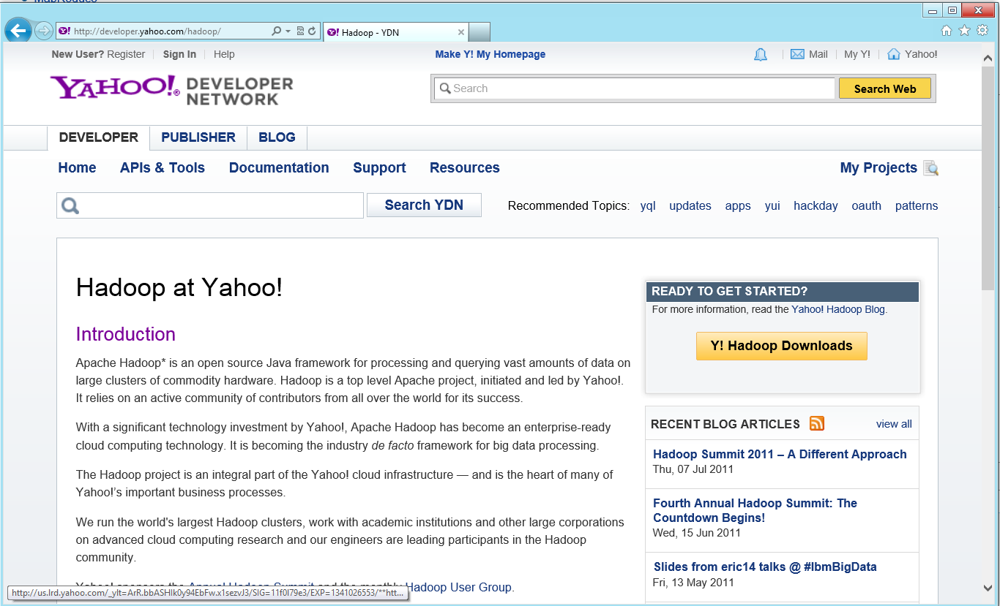 MapReduces
http://developer.yahoo.com/hadoop/
Hadoop - YDN
New User? Register Sign In Help Make Y! My Homepage Mail My Y! Yahoo!
YAHOO!® DEVELOPER NETWORK
Search Search Web
DEVELOPER PUBLISHER BLOG
Home APIs & Tools Documentation Support Resources My Projects
Search YDN Recommended Topics: yql updates apps yui hackday oauth patterns
Hadoop at Yahoo!
Introduction
Apache Hadoop* is an open source Java framework for processing and querying vast amounts of data on
large clusters of commodity hardware. Hadoop is a top level Apache project, initiated and led by Yahoo!.
It relies on an active community of contributors from all over the world for its success.
With a significant technology investment by Yahoo!, Apache Hadoop has become an enterprise-ready
cloud computing technology. It is becoming the industry de facto framework for big data processing.
The Hadoop project is an integral part of the Yahoo! cloud infrastructure — and is the heart of many of
Yahoo!'s important business processes.
We run the world's largest Hadoop clusters, work with academic institutions and other large corporations
on advanced cloud computing research and our engineers are leading participants in the Hadoop
community.
Yahoo! sponsors the Annual Hadoop Summit and the monthly Hadoop User Group.
READY TO GET STARTED?
For more information, read the Yahoo! Hadoop Blog.
Y! Hadoop Downloads
RECENT BLOG ARTICLES view all
Hadoop Summit 2011 – A Different Approach
Thu, 07 Jul 2011
Fourth Annual Hadoop Summit: The
Countdown Begins!
Wed, 15 Jun 2011
Slides from eric14 talks @ #IbmBigData
Fri, 13 May 2011
http://us.lrd.yahoo.com/_ylt=ArR.bbASHlk0y94EbFw.x1sezvJ3/SIG=11f0l79e3/EXP=1341026553/**htt...